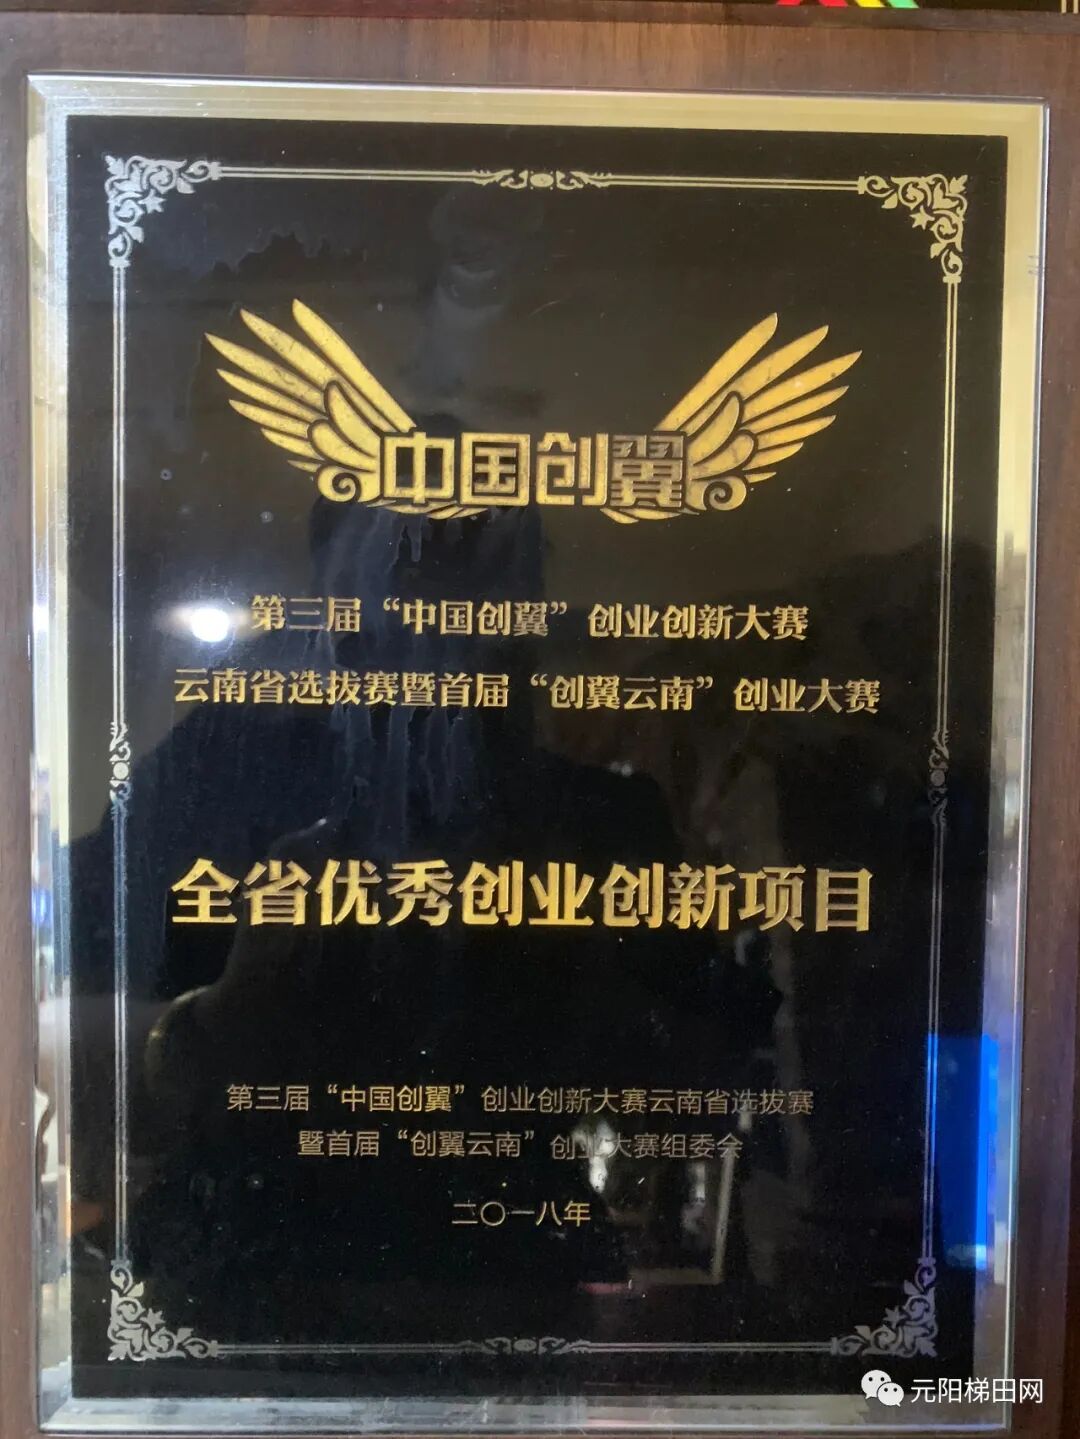 中国创翼
第三届“中国创翼”创业创新大赛
云南省选拔赛暨首届“创翼云南”创业大赛
全省优秀创业创新项目
第三届“中国创翼”创业创新大赛云南省选拔赛
暨首届“创翼云南”创业大赛组委会
二〇一八年
元阳梯田网